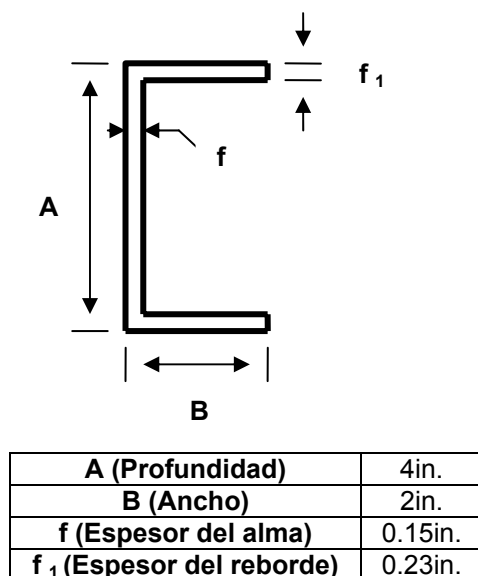 f 1
f
A
B
A (Profundidad) 4in.
B (Ancho) 2in.
f (Espesor del alma) 0.15in.
f 1 (Espesor del reborde) 0.23in.